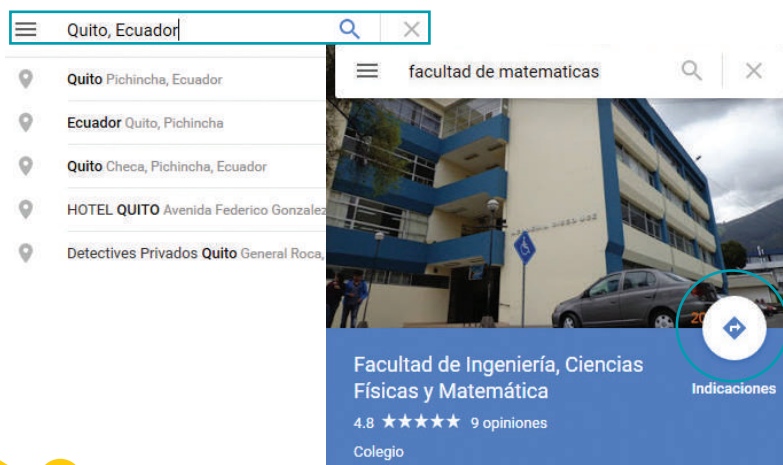 Quito, Ecuador
Quito Pichincha, Ecuador
Ecuador Quito, Pichincha
Quito Checa, Pichincha, Ecuador
HOTEL QUITO Avenida Federico Gonzalez
Detectives Privados Quito General Roca,
facultad de matematicas
Facultad de Ingeniería, Ciencias
Físicas y Matemática
Indicaciones
4.8 ★★★★★ 9 opiniones
Colegio